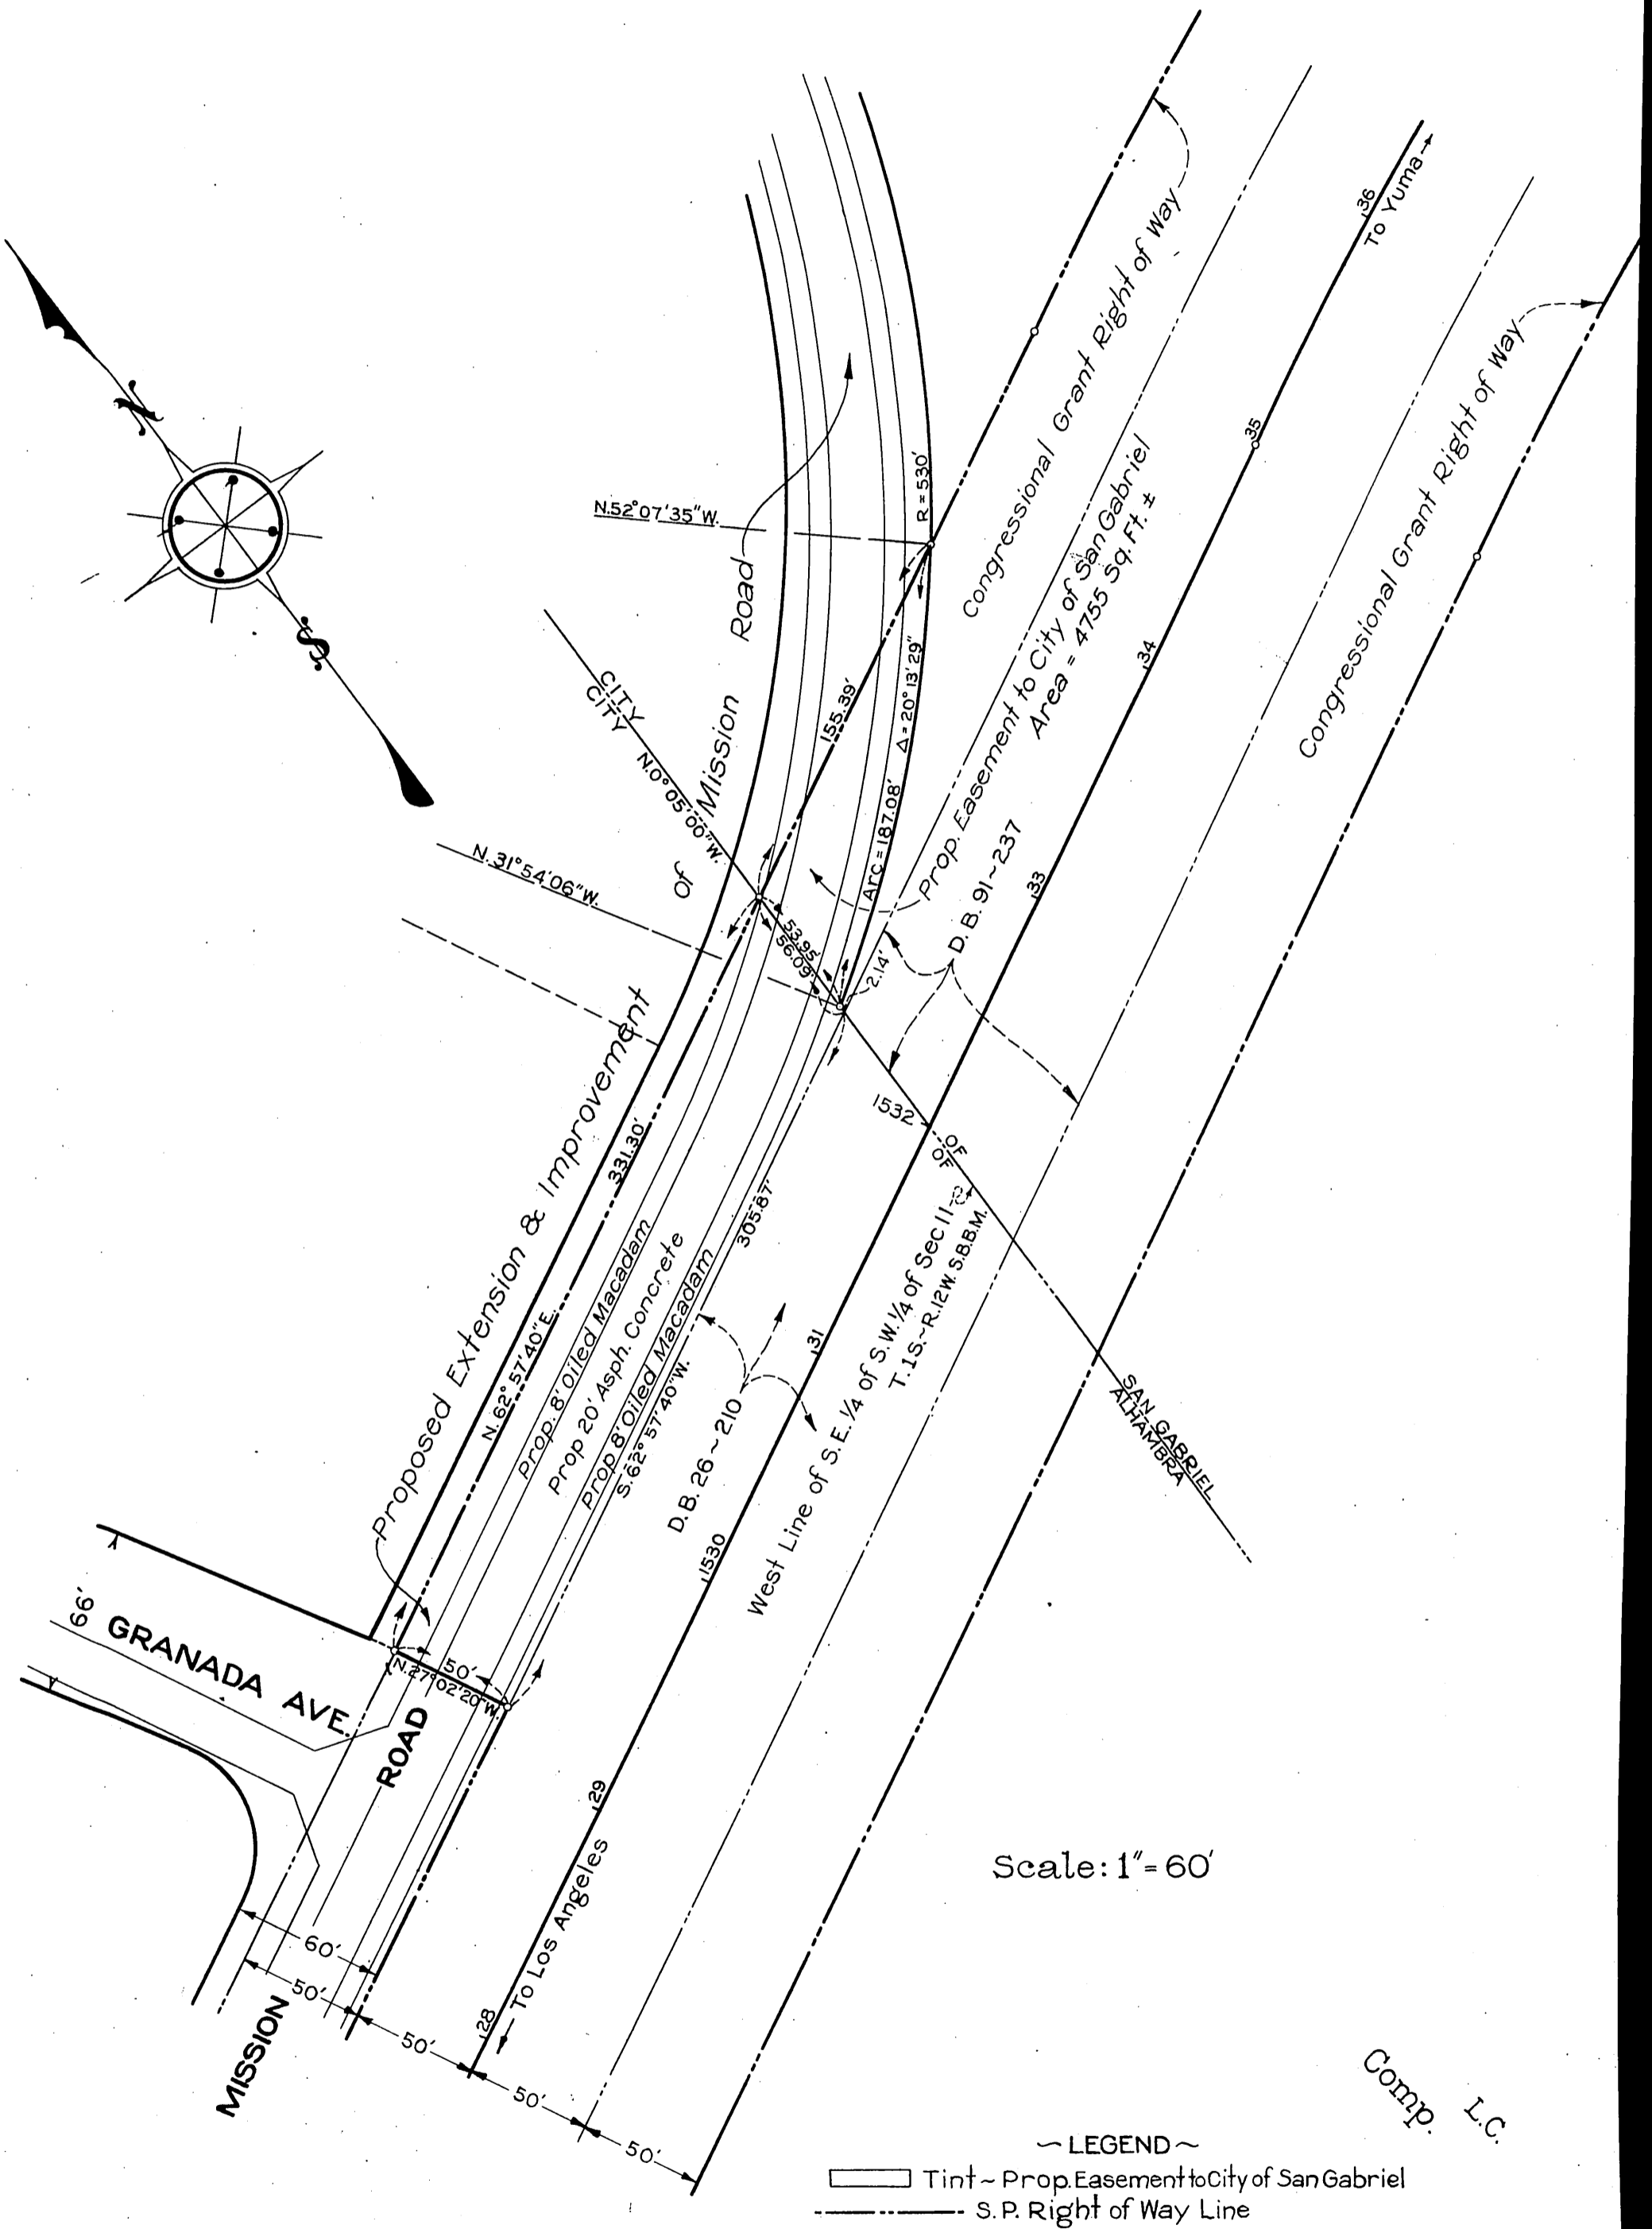 N
S
To Yuma
36
35
34
33
1532
31
1530
29
28
To Los Angeles
Congressional Grant Right of Way
Congressional Grant Right of Way
Prop. Easement to City of San Gabriel
Area = 4755 Sq. Ft. ±
R = 530'
Δ = 20° 13' 29"
Arc = 187.08'
N.52°07'35"W.
155.39'
CITY
CITY
N.0°05'00"W.
N.31°54'06"W.
53.95'
56.09'
2.14'
D.B. 91~237
OF
OF
SAN GABRIEL
ALHAMBRA
Proposed Extension & Improvement of Mission Road
331.30'
N.62°57'40"E.
Prop. 8' Oiled Macadam
Prop 20' Asph. Concrete
Prop 8' Oiled Macadam
305.87'
S.62°57'40"W.
D.B. 26~210
West Line of S.E. 1/4 of S.W. 1/4 of Sec 11
T. 1S.~R.12W. S.B.B.M.
66'
GRANADA AVE.
50'
N.27°02'20"W.
MISSION ROAD
60'
50'
50'
50'
50'
Scale: 1"= 60'
Comp.
L.C.
~ LEGEND ~
Tint ~ Prop. Easement to City of San Gabriel
S.P. Right of Way Line